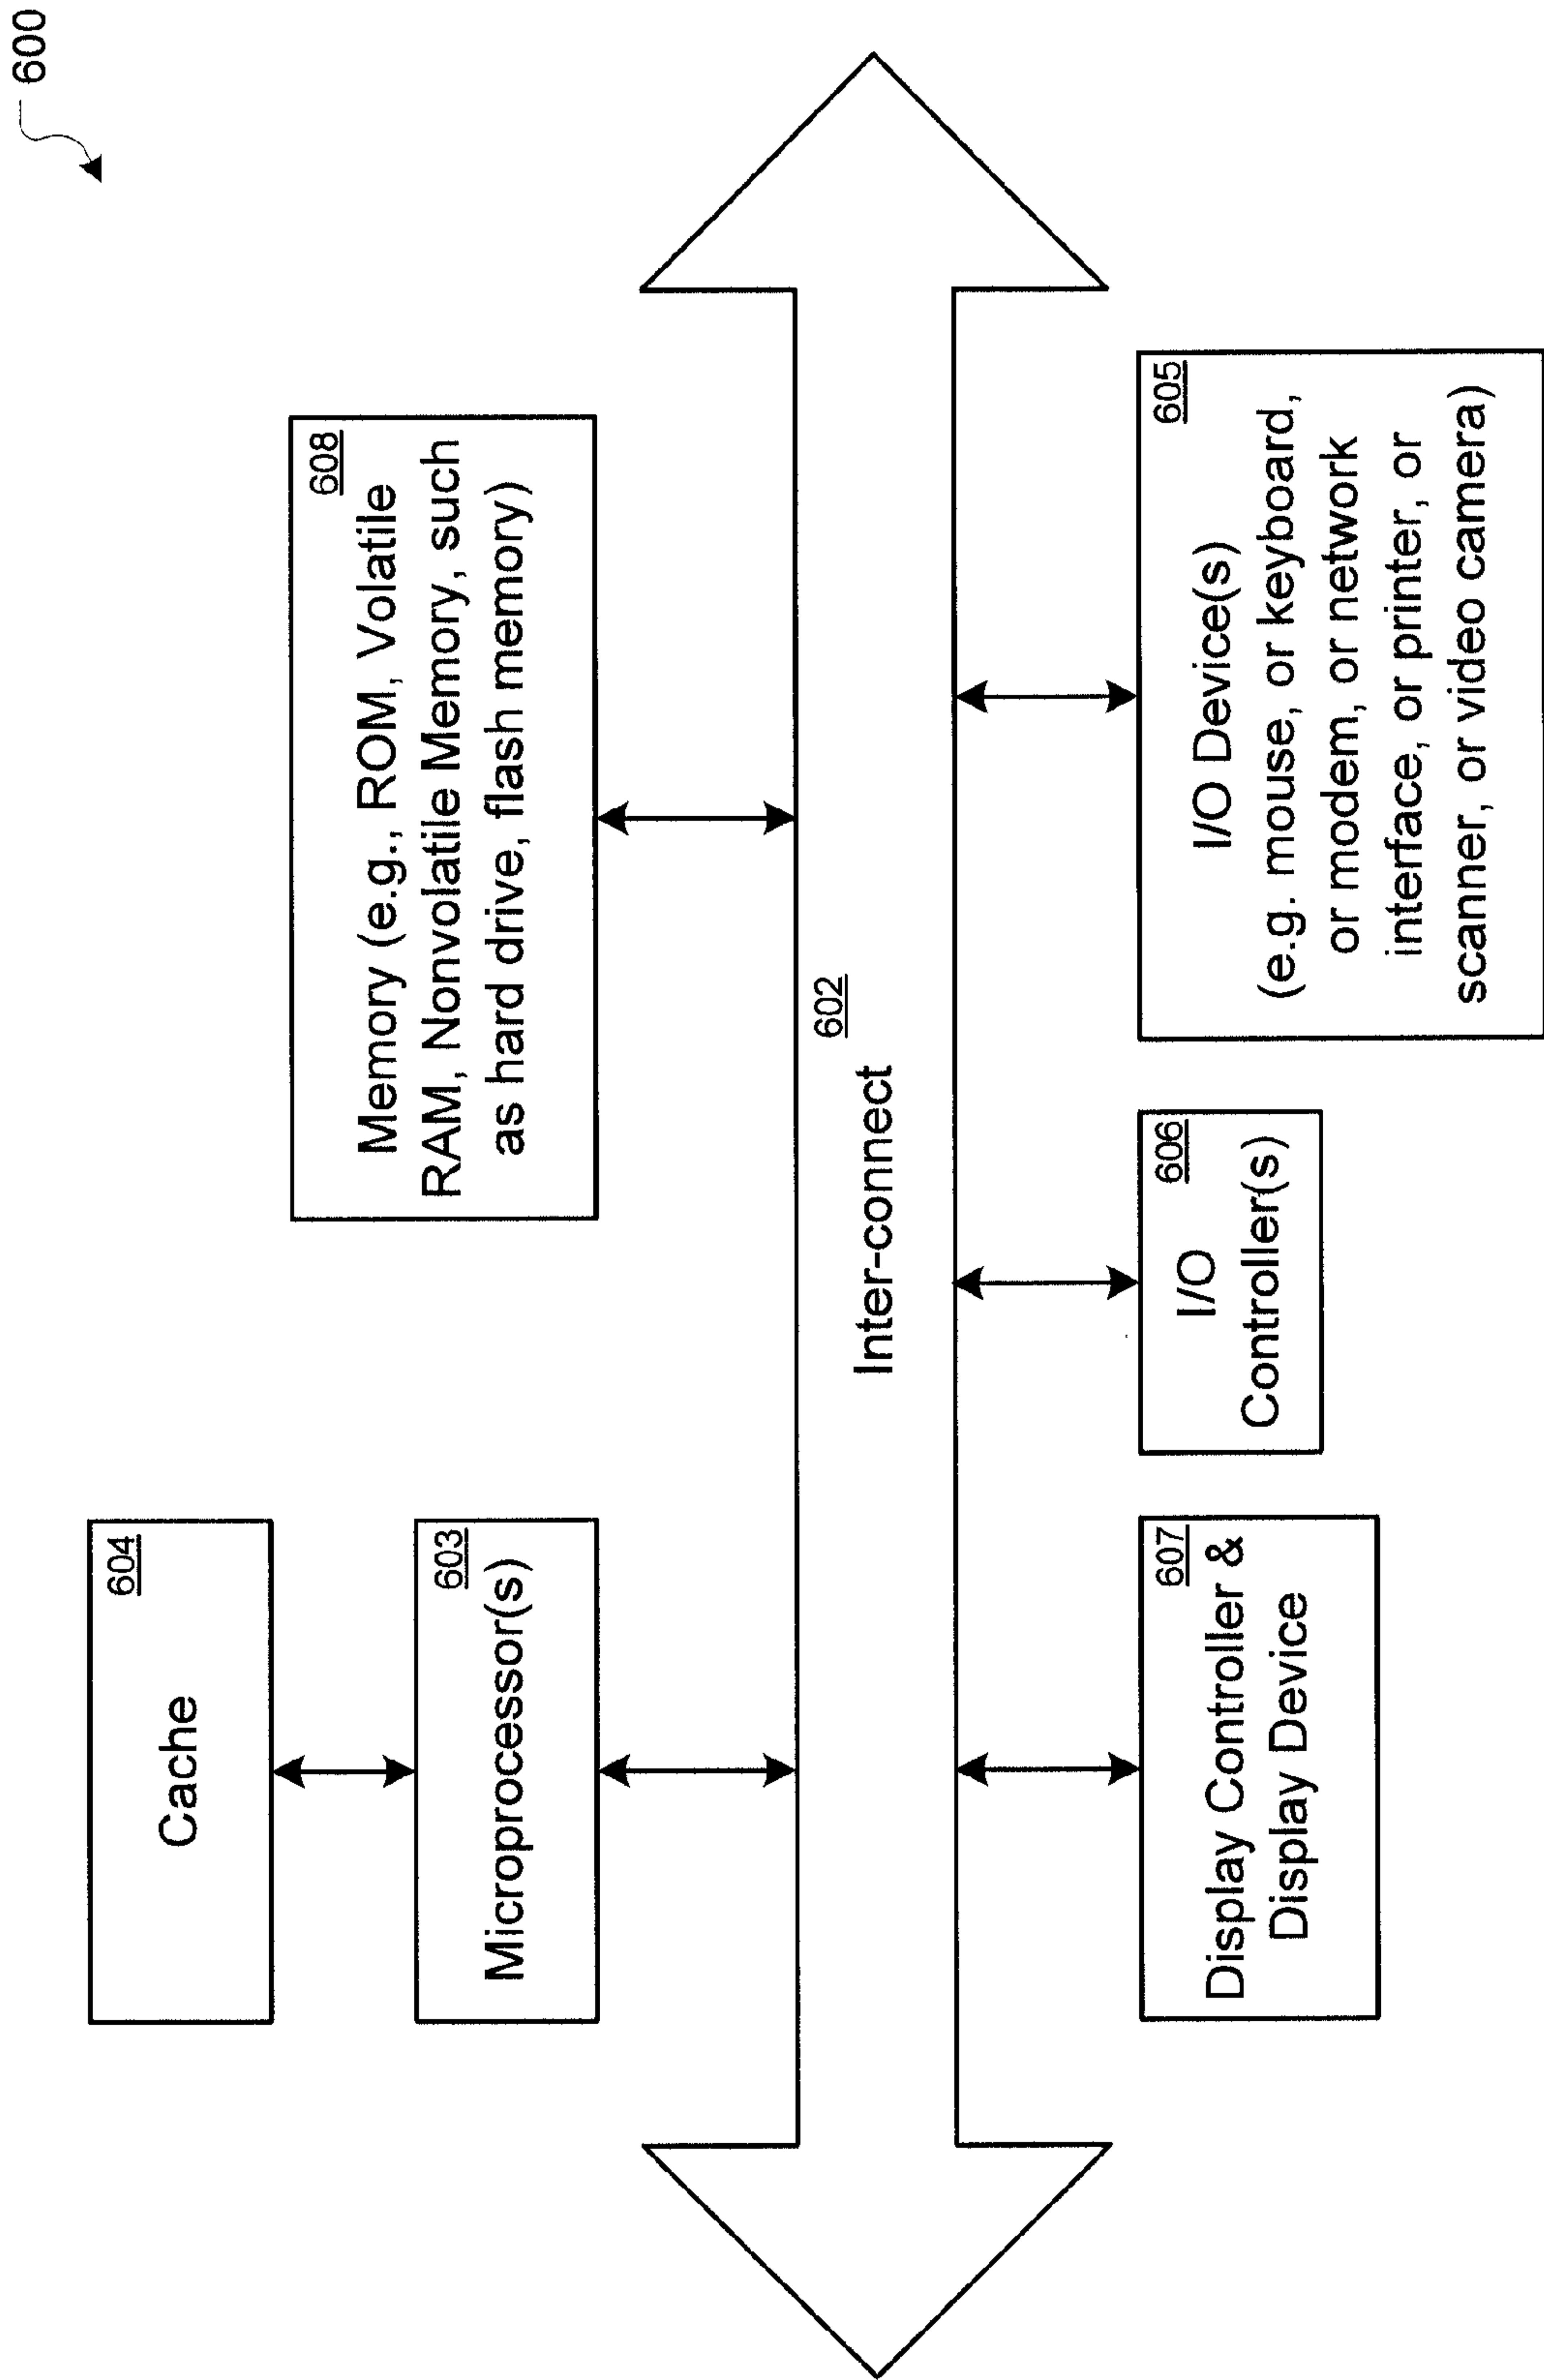 600
604
Cache
603
Microprocessor(s)
608
Memory (e.g., ROM, Volatile
RAM, Nonvolatile Memory, such
as hard drive, flash memory)
602
Inter-connect
607
Display Controller &
Display Device
606
I/O
Controller(s)
605
I/O Device(s)
(e.g. mouse, or keyboard,
or modem, or network
interface, or printer, or
scanner, or video camera)